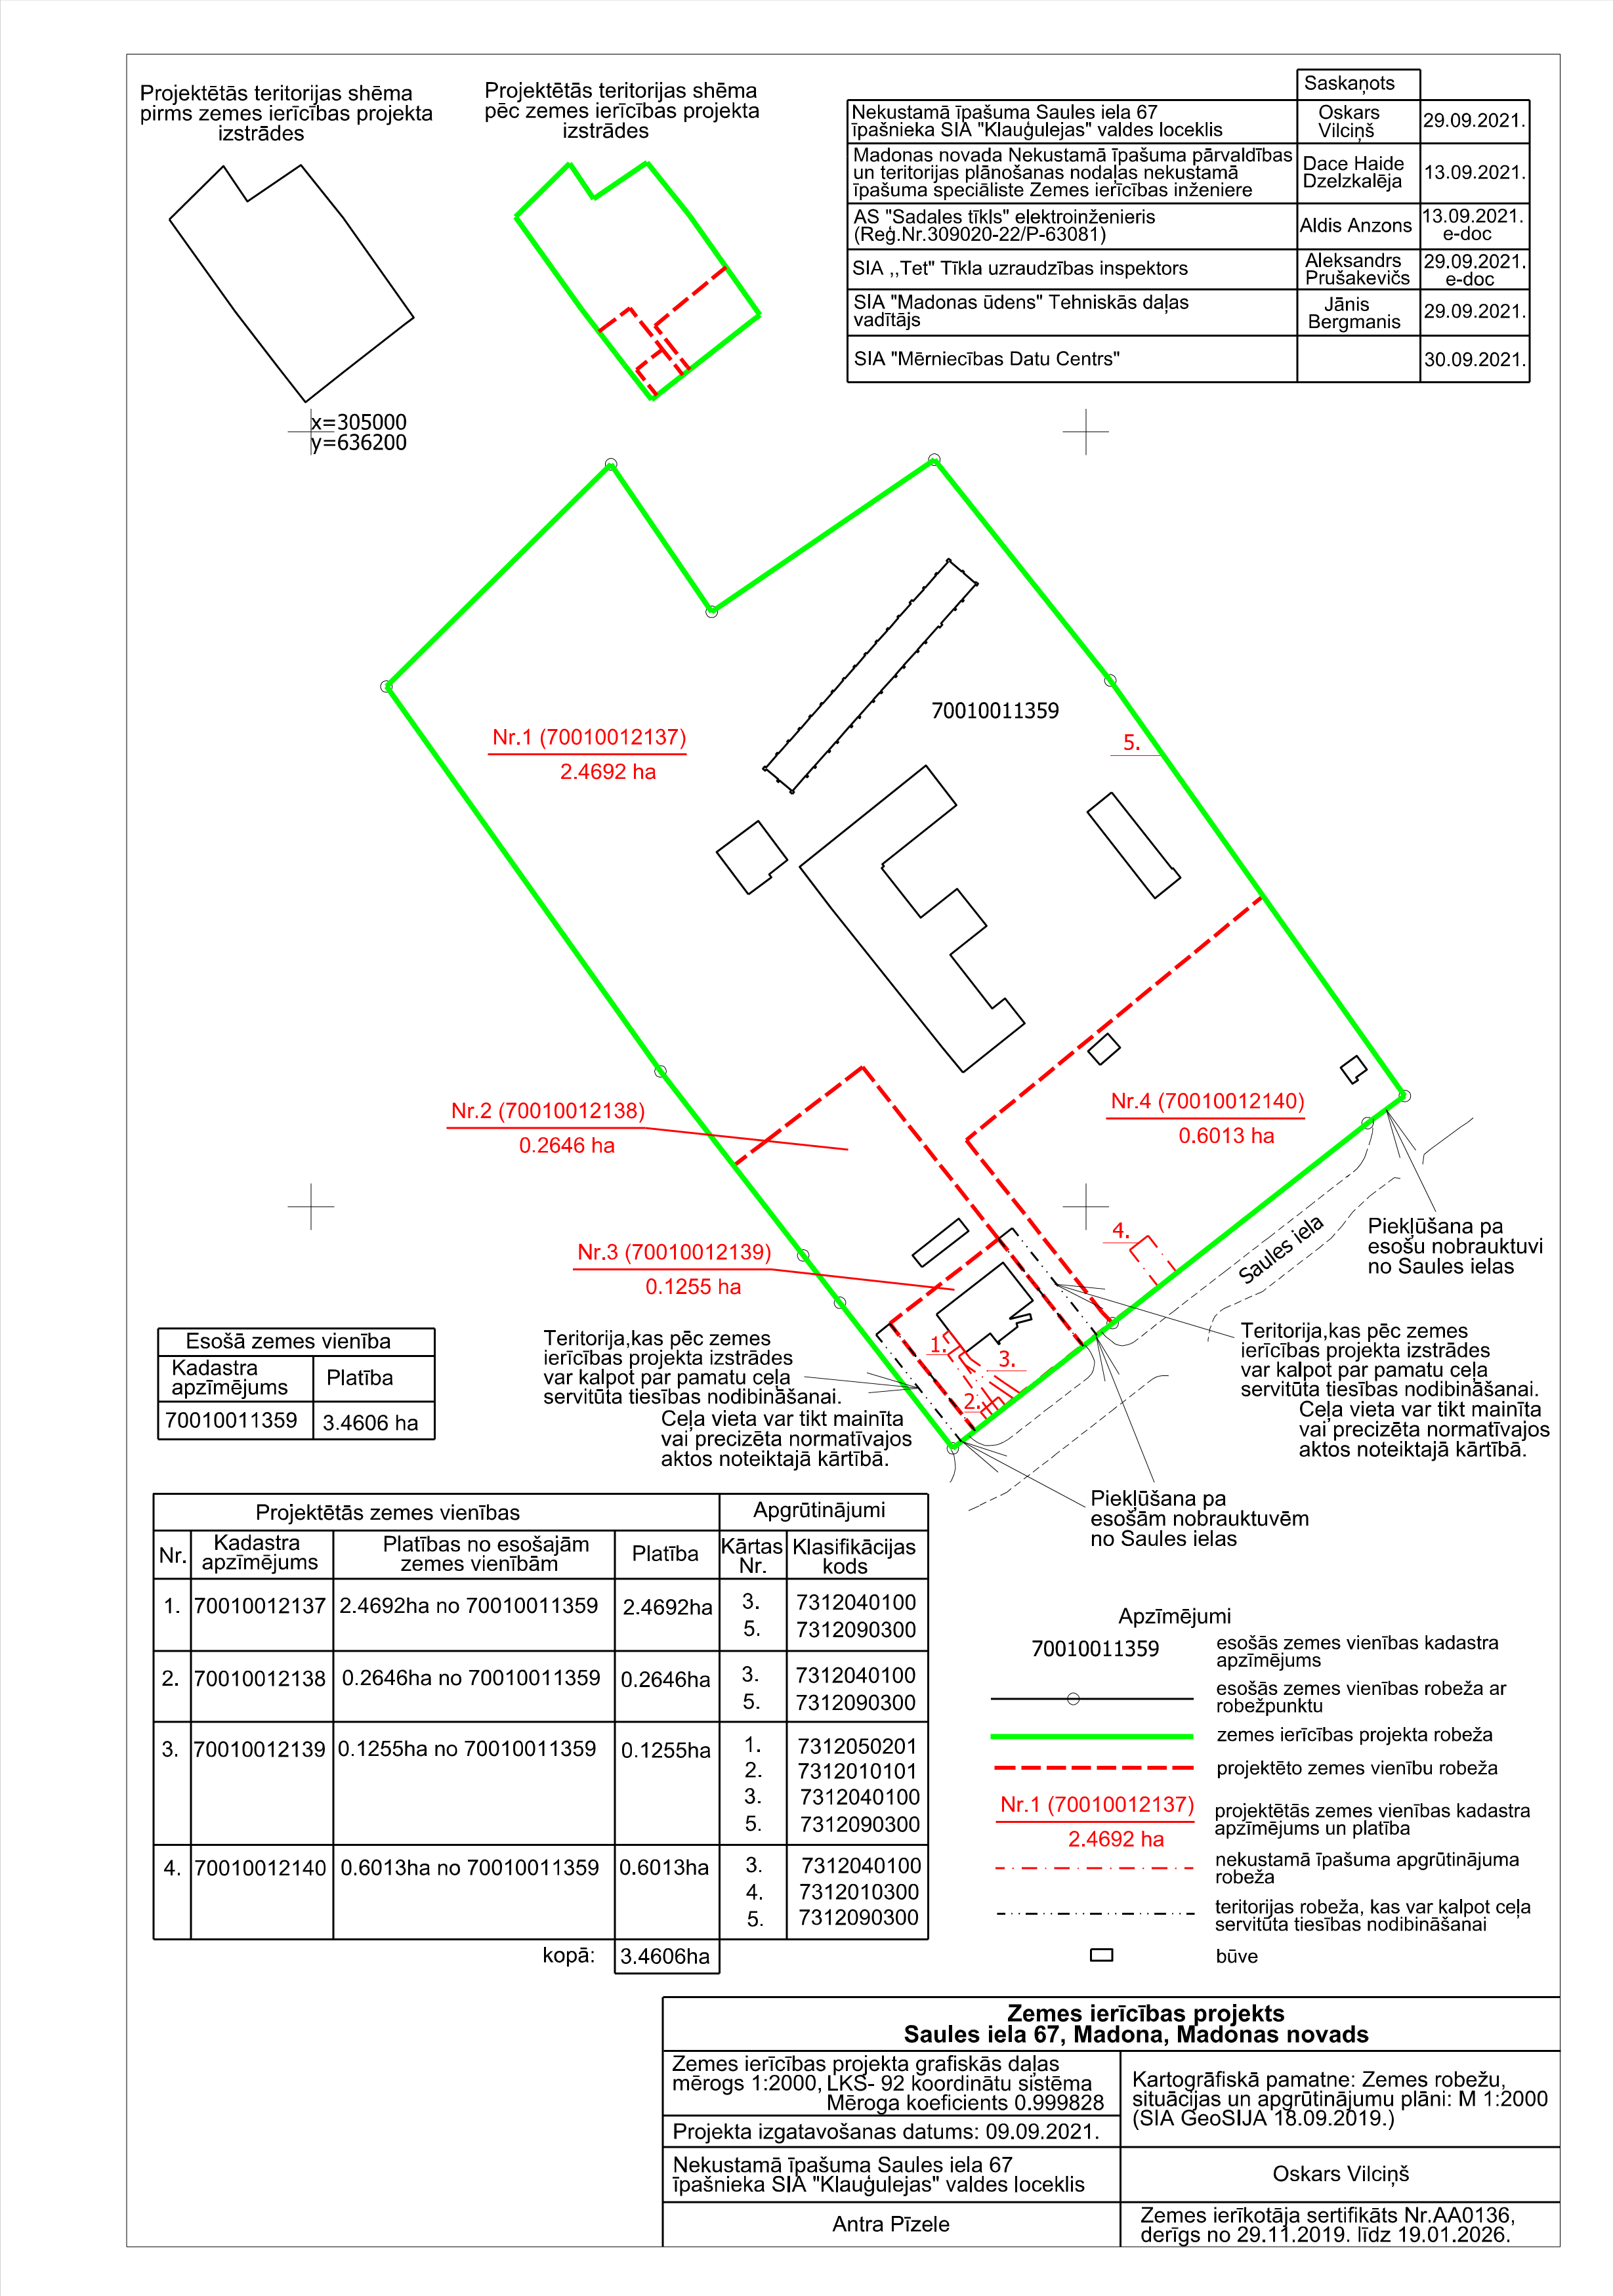 Projektētās teritorijas shēma
pirms zemes ierīcības projekta
izstrādes
Projektētās teritorijas shēma
pēc zemes ierīcības projekta
izstrādes
Saskaņots
Nekustamā īpašuma Saules iela 67
īpašnieka SIA "Klauģulejas" valdes loceklis
Oskars
Vilciņš
29.09.2021.
Madonas novada Nekustamā īpašuma pārvaldības
un teritorijas plānošanas nodaļas nekustamā
īpašuma speciāliste Zemes ierīcības inženiere
Dace Haide
Dzelzkalēja
13.09.2021.
AS "Sadales tīkls" elektroinženieris
(Reģ.Nr.309020-22/P-63081)
Aldis Anzons
13.09.2021.
e-doc
SIA ,,Tet" Tīkla uzraudzības inspektors
Aleksandrs
Prušakevičs
29.09.2021.
e-doc
SIA "Madonas ūdens" Tehniskās daļas
vadītājs
Jānis
Bergmanis
29.09.2021.
SIA "Mērniecības Datu Centrs"
30.09.2021.
x=305000
y=636200
70010011359
Nr.1 (70010012137)
2.4692 ha
5.
Nr.2 (70010012138)
0.2646 ha
Nr.4 (70010012140)
0.6013 ha
Nr.3 (70010012139)
0.1255 ha
4.
Saules iela
Piekļūšana pa
esošu nobrauktuvi
no Saules ielas
1.
3.
2.
Teritorija,kas pēc zemes
ierīcības projekta izstrādes
var kalpot par pamatu ceļa
servitūta tiesības nodibināšanai.
Ceļa vieta var tikt mainīta
vai precizēta normatīvajos
aktos noteiktajā kārtībā.
Teritorija,kas pēc zemes
ierīcības projekta izstrādes
var kalpot par pamatu ceļa
servitūta tiesības nodibināšanai.
Ceļa vieta var tikt mainīta
vai precizēta normatīvajos
aktos noteiktajā kārtībā.
Piekļūšana pa
esošām nobrauktuvēm
no Saules ielas
Esošā zemes vienība
Kadastra
apzīmējums
Platība
70010011359
3.4606 ha
Projektētās zemes vienības
Apgrūtinājumi
Nr.
Kadastra
apzīmējums
Platības no esošajām
zemes vienībām
Platība
Kārtas
Nr.
Klasifikācijas
kods
1. 70010012137 2.4692ha no 70010011359 2.4692ha 3. 7312040100
5. 7312090300
2. 70010012138 0.2646ha no 70010011359 0.2646ha 3. 7312040100
5. 7312090300
3. 70010012139 0.1255ha no 70010011359 0.1255ha 1. 7312050201
2. 7312010101
3. 7312040100
5. 7312090300
4. 70010012140 0.6013ha no 70010011359 0.6013ha 3. 7312040100
4. 7312010300
5. 7312090300
kopā: 3.4606ha
Apzīmējumi
70010011359
esošās zemes vienības kadastra
apzīmējums
esošās zemes vienības robeža ar
robežpunktu
zemes ierīcības projekta robeža
projektēto zemes vienību robeža
Nr.1 (70010012137)
2.4692 ha
projektētās zemes vienības kadastra
apzīmējums un platība
nekustamā īpašuma apgrūtinājuma
robeža
teritorijas robeža, kas var kalpot ceļa
servitūta tiesības nodibināšanai
būve
Zemes ierīcības projekts
Saules iela 67, Madona, Madonas novads
Zemes ierīcības projekta grafiskās daļas
mērogs 1:2000, LKS- 92 koordinātu sistēma
Mēroga koeficients 0.999828
Projekta izgatavošanas datums: 09.09.2021.
Kartogrāfiskā pamatne: Zemes robežu,
situācijas un apgrūtinājumu plāni: M 1:2000
(SIA GeoSIJA 18.09.2019.)
Nekustamā īpašuma Saules iela 67
īpašnieka SIA "Klauģulejas" valdes loceklis
Oskars Vilciņš
Antra Pīzele
Zemes ierīkotāja sertifikāts Nr.AA0136,
derīgs no 29.11.2019. līdz 19.01.2026.